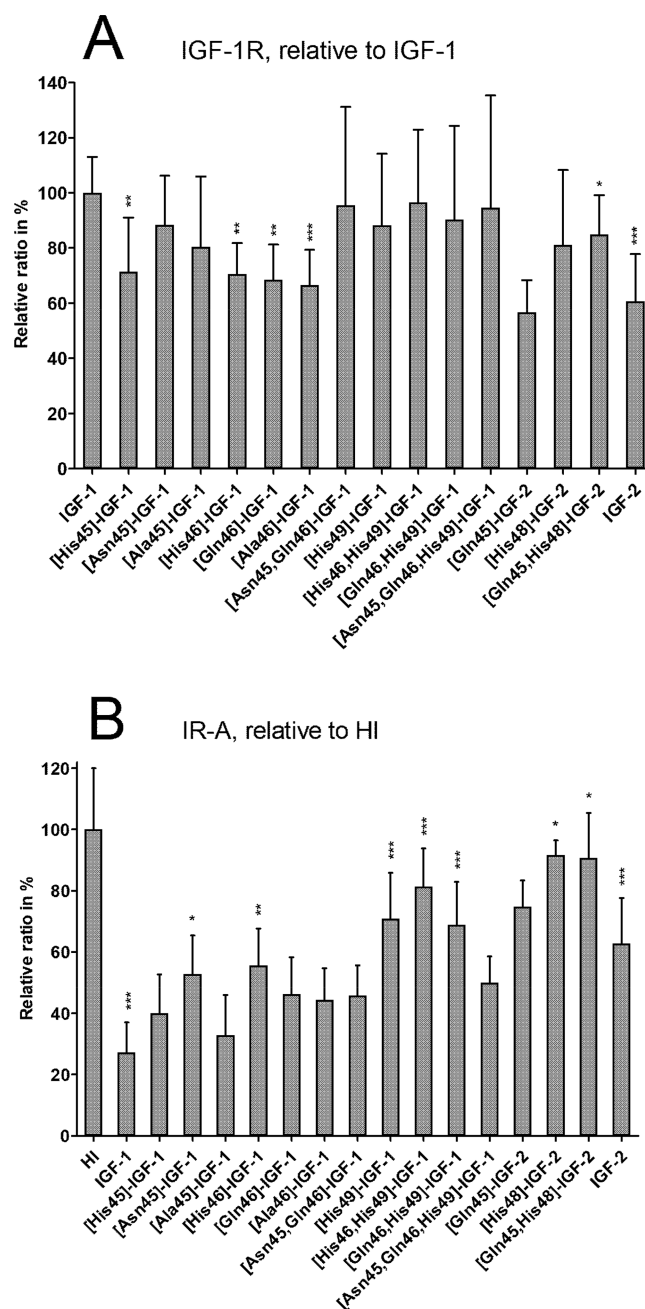 A
IGF-1R, relative to IGF-1
Relative ratio in %
140
120
100
80
60
40
20
0
**
**
**
***
*
***
IGF-1
[His45]-IGF-1
[Asn45]-IGF-1
[Ala45]-IGF-1
[His46]-IGF-1
[Gln46]-IGF-1
[Ala46]-IGF-1
[Asn45,Gln46]-IGF-1
[His49]-IGF-1
[His46,His49]-IGF-1
[Gln46,His49]-IGF-1
[Asn45,Gln46,His49]-IGF-1
[Gln45]-IGF-2
[His48]-IGF-2
[Gln45,His48]-IGF-2
IGF-2
B
IR-A, relative to HI
Relative ratio in %
120
100
80
60
40
20
0
***
*
**
***
***
***
*
*
***
HI
IGF-1
[His45]-IGF-1
[Asn45]-IGF-1
[Ala45]-IGF-1
[His46]-IGF-1
[Gln46]-IGF-1
[Ala46]-IGF-1
[Asn45,Gln46]-IGF-1
[His49]-IGF-1
[His46,His49]-IGF-1
[Gln46,His49]-IGF-1
[Asn45,Gln46,His49]-IGF-1
[Gln45]-IGF-2
[His48]-IGF-2
[Gln45,His48]-IGF-2
IGF-2